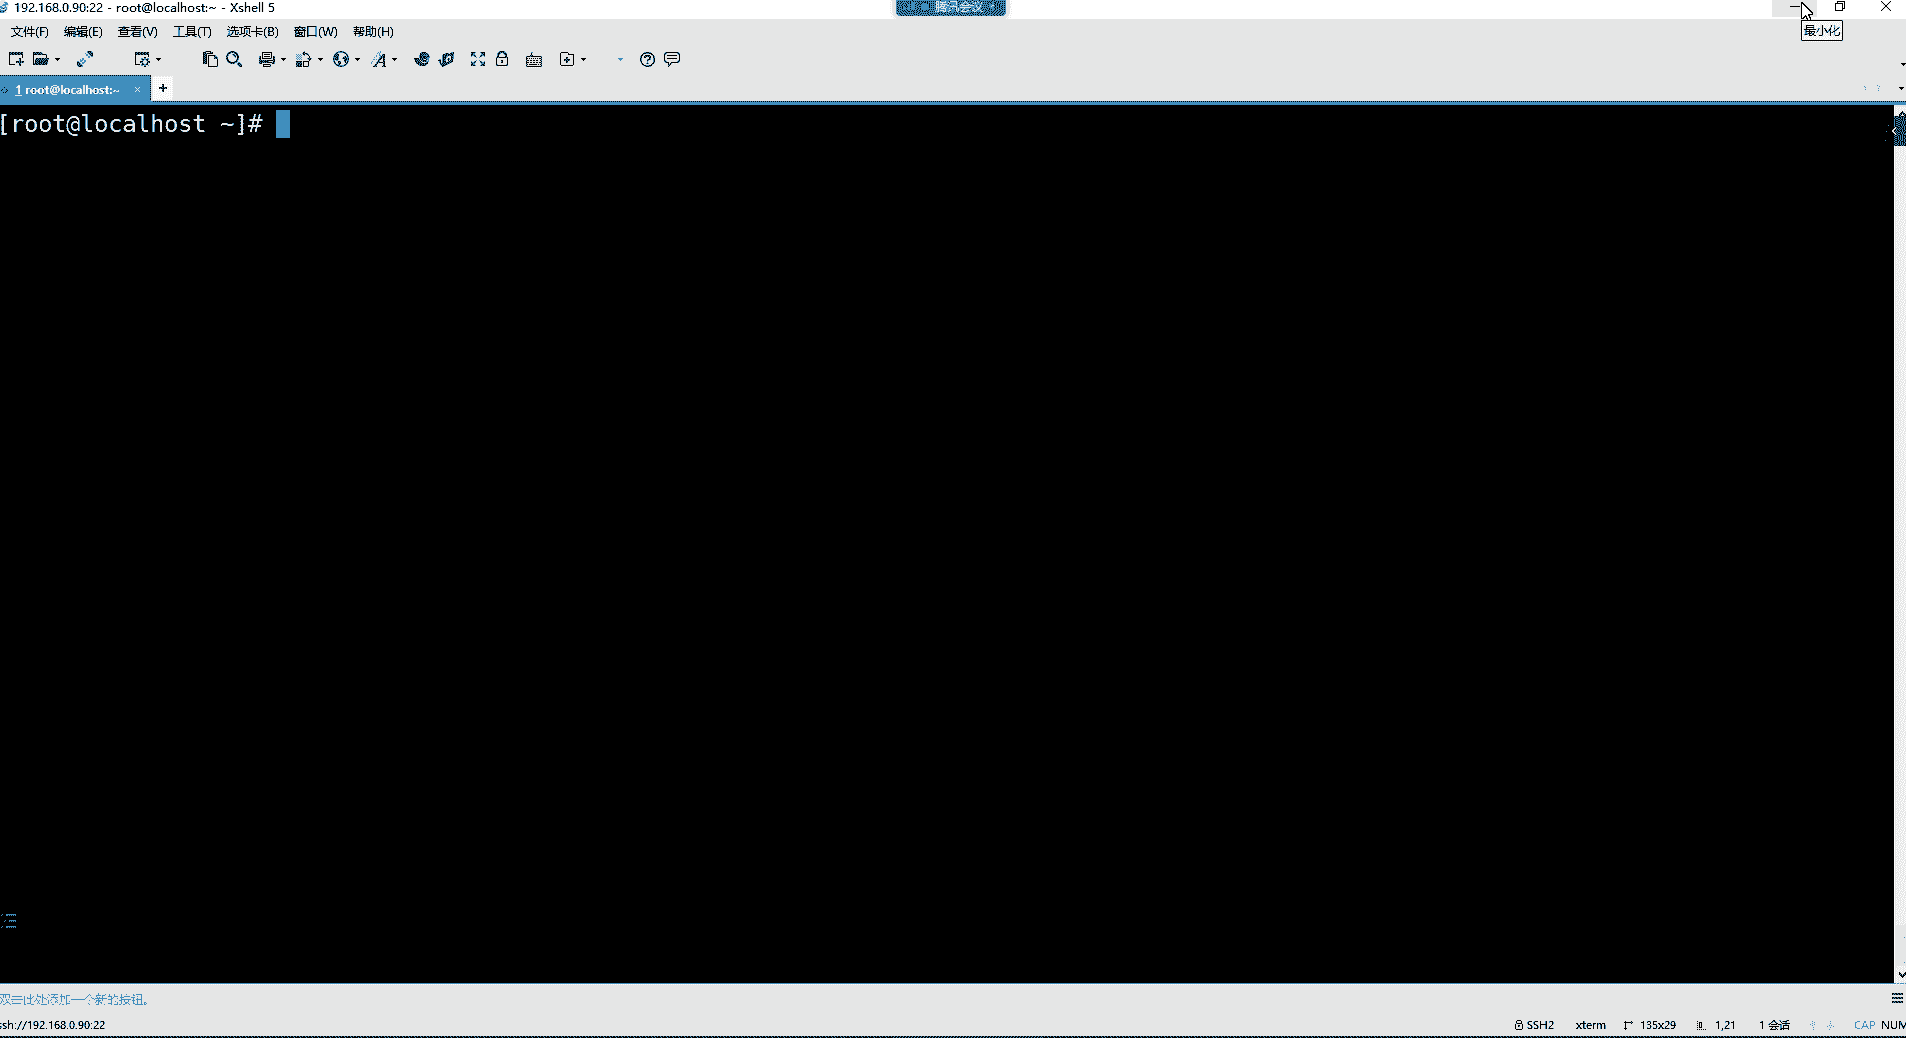 192.168.0.90:22 - root@localhost:~ - Xshell 5
腾讯会议
文件(F) 编辑(E) 查看(V) 工具(T) 选项卡(B) 窗口(W) 帮助(H)
最小化
1 root@localhost:~ × +
[root@localhost ~]#
双击此处添加一个新的按钮。
ssh://192.168.0.90:22 SSH2 xterm 135x29 1,21 1 会话 CAP NUM